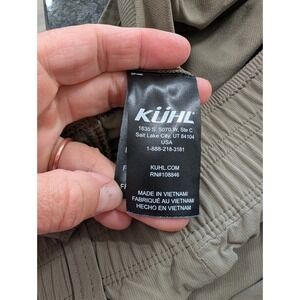 KÜHL
1635 S. 5070 W, Ste C
Salt Lake City, UT 84104
USA
1-888-218-3181
KUHL.COM
RN#108846
MADE IN VIETNAM
FABRIQUÉ AU VIETNAM
HECHO EN VIETNAM